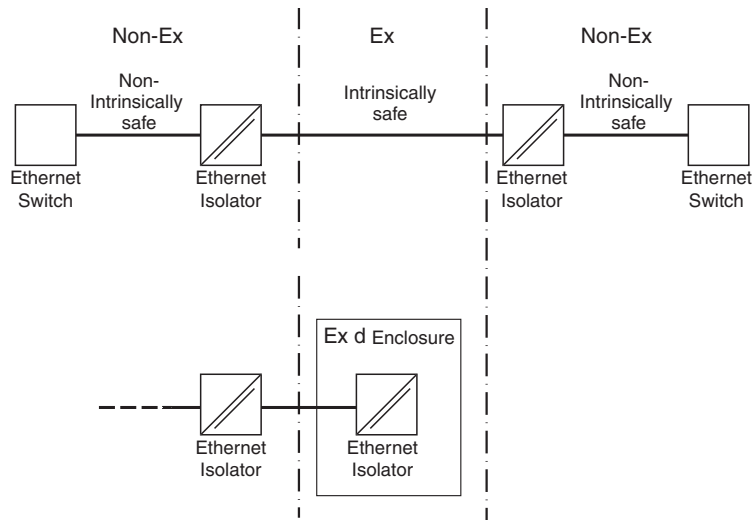 Non-Ex
Ex
Non-Ex
Non-
Intrinsically
safe
Intrinsically
safe
Non-
Intrinsically
safe
Ethernet
Switch
Ethernet
Isolator
Ethernet
Isolator
Ethernet
Switch
Ex d Enclosure
Ethernet
Isolator
Ethernet
Isolator